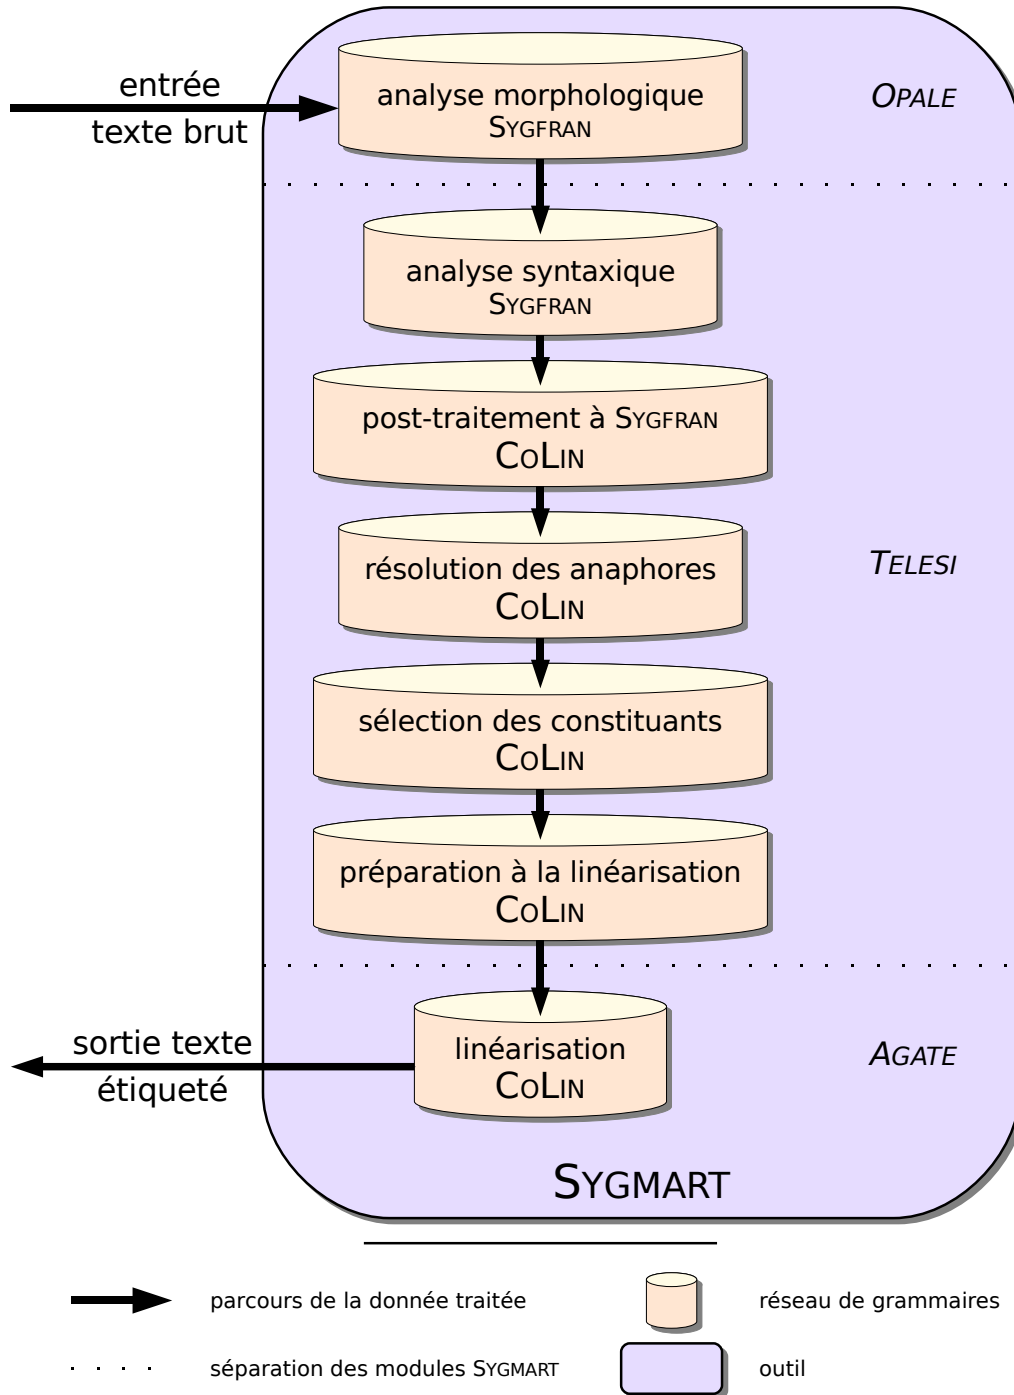 entrée
texte brut
analyse morphologique
SYGFRAN
OPALE
analyse syntaxique
SYGFRAN
post-traitement à SYGFRAN
COLIN
résolution des anaphores
COLIN
TELESI
sélection des constituants
COLIN
préparation à la linéarisation
COLIN
sortie texte
étiqueté
linéarisation
COLIN
AGATE
SYGMART
parcours de la donnée traitée
réseau de grammaires
séparation des modules SYGMART
outil